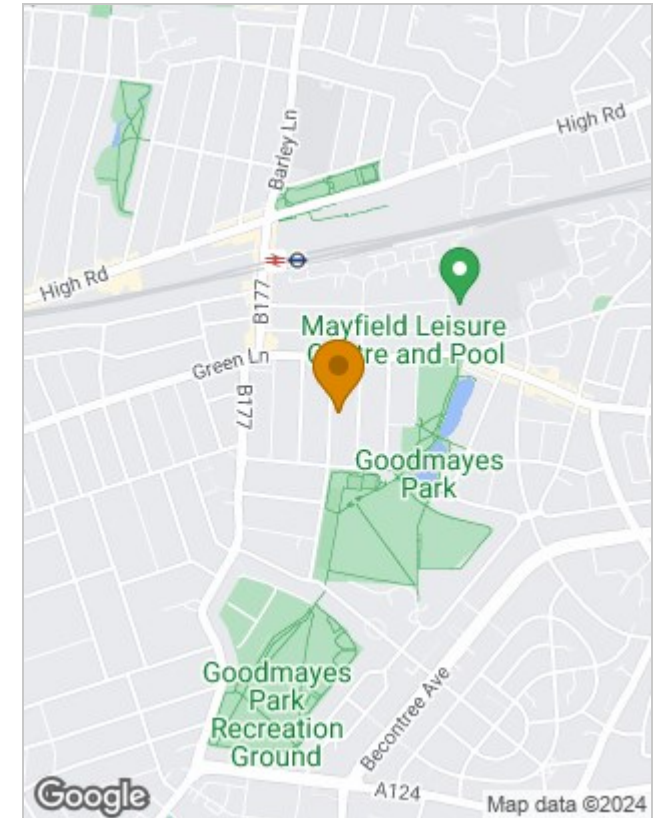 High Rd
Barley Ln
High Rd
B177
Mayfield Leisure
Centre and Pool
Green Ln
B177
Goodmayes
Park
Goodmayes
Park
Recreation
Ground
Becontree Ave
A124
Google
Map data ©2024